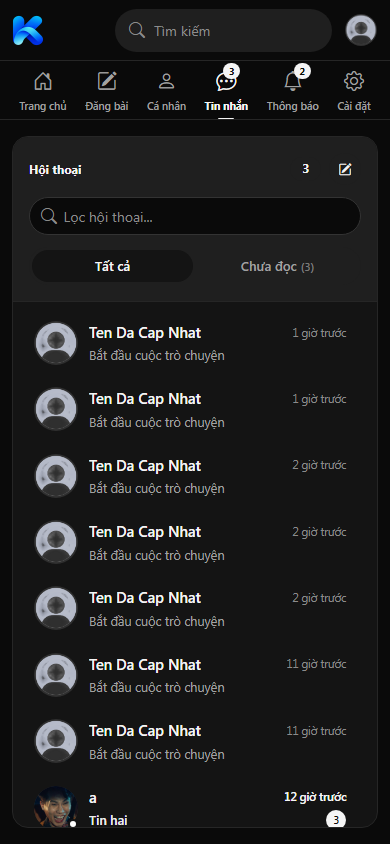 Tìm kiếm
3
2
Trang chủ Đăng bài Cá nhân Tin nhắn Thông báo Cài đặt
Hội thoại 3
Lọc hội thoại...
Tất cả Chưa đọc (3)
Ten Da Cap Nhat 1 giờ trước
Bắt đầu cuộc trò chuyện
Ten Da Cap Nhat 1 giờ trước
Bắt đầu cuộc trò chuyện
Ten Da Cap Nhat 2 giờ trước
Bắt đầu cuộc trò chuyện
Ten Da Cap Nhat 2 giờ trước
Bắt đầu cuộc trò chuyện
Ten Da Cap Nhat 2 giờ trước
Bắt đầu cuộc trò chuyện
Ten Da Cap Nhat 11 giờ trước
Bắt đầu cuộc trò chuyện
Ten Da Cap Nhat 11 giờ trước
Bắt đầu cuộc trò chuyện
a 12 giờ trước
Tin hai 3